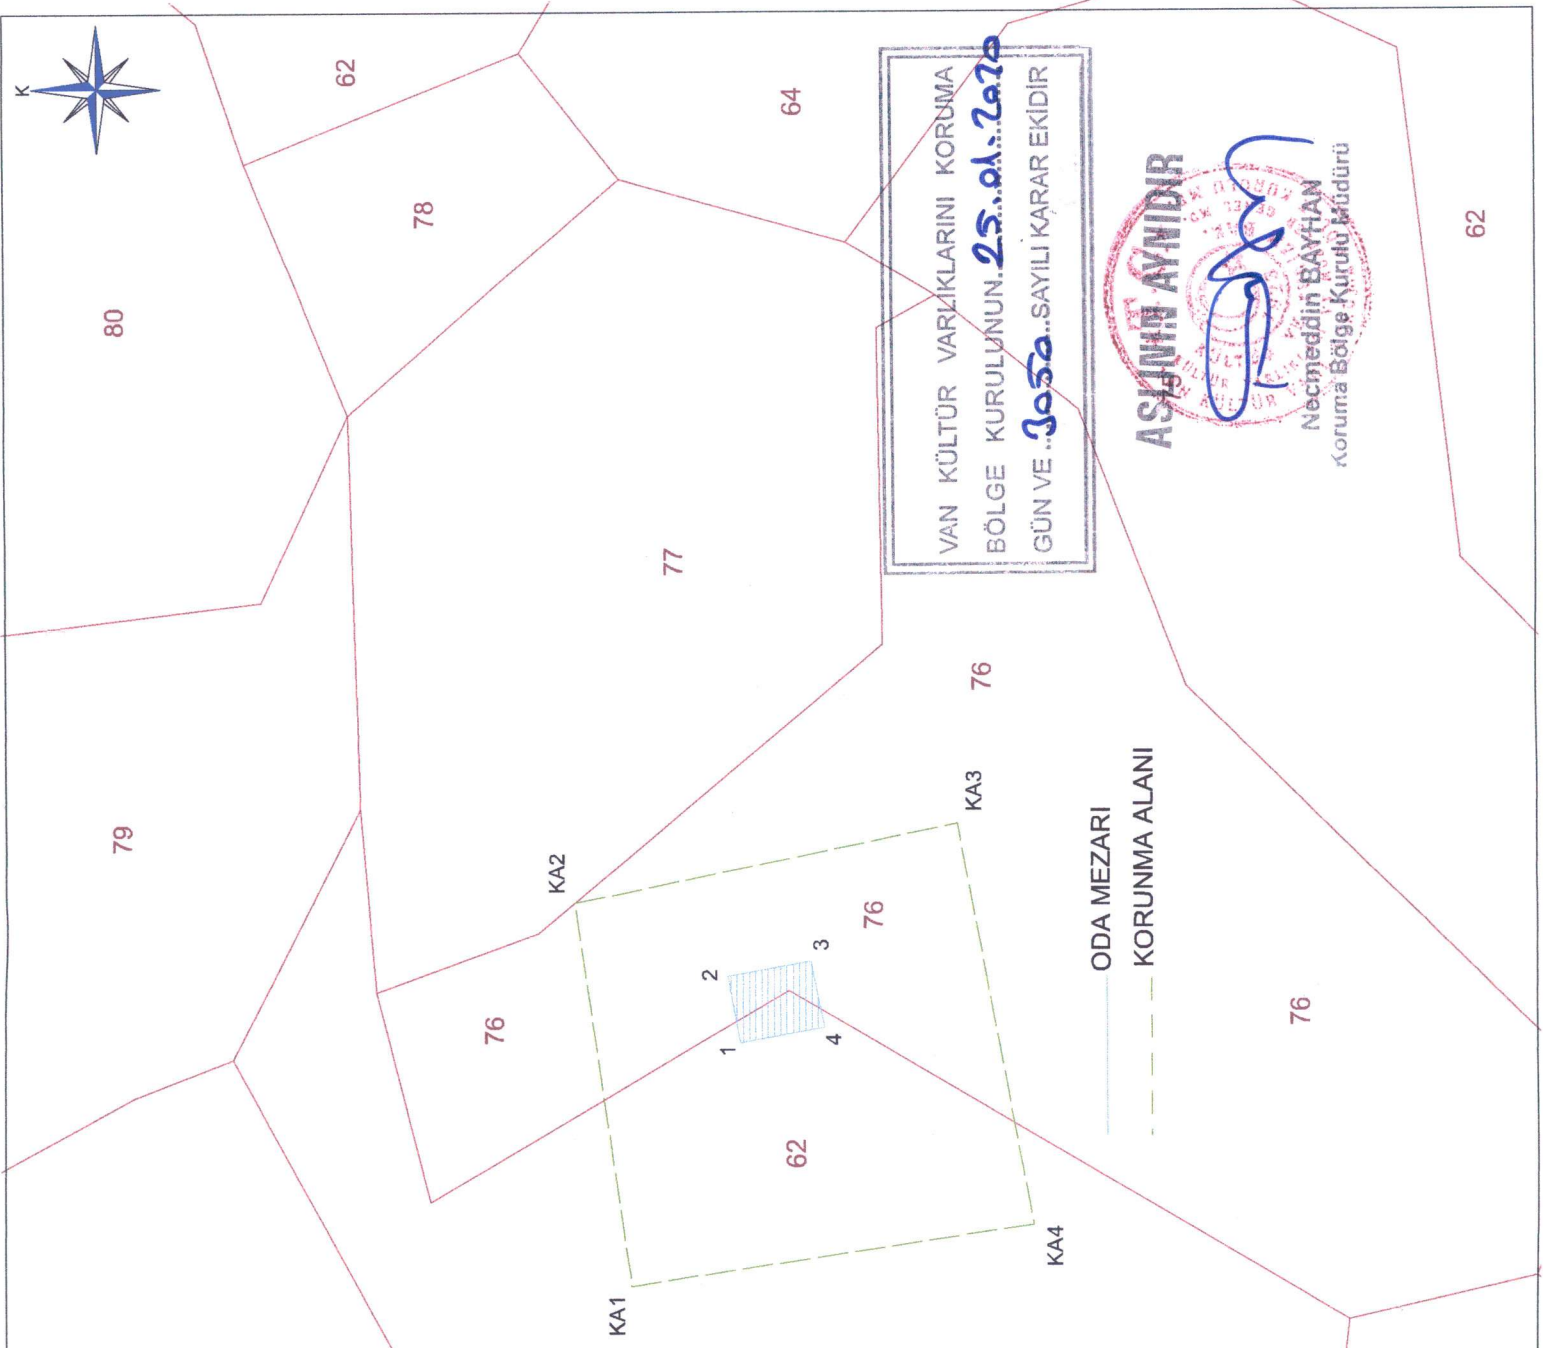 K
62
78
80
64
VAN KÜLTÜR VARLIKLARINI KORUMA
BÖLGE KURULUNUN 25.01.2020
GÜN VE 3050 SAYILI KARAR EKİDİR
ASLININ AYNIDIR
75
Necmeddin BAYHAN
Koruma Bölge Kurulu Müdürü
62
77
79
76
KA2
KA3
76
76
2
3
1
4
62
KA1
KA4
ODA MEZARI
KORUNMA ALANI
76